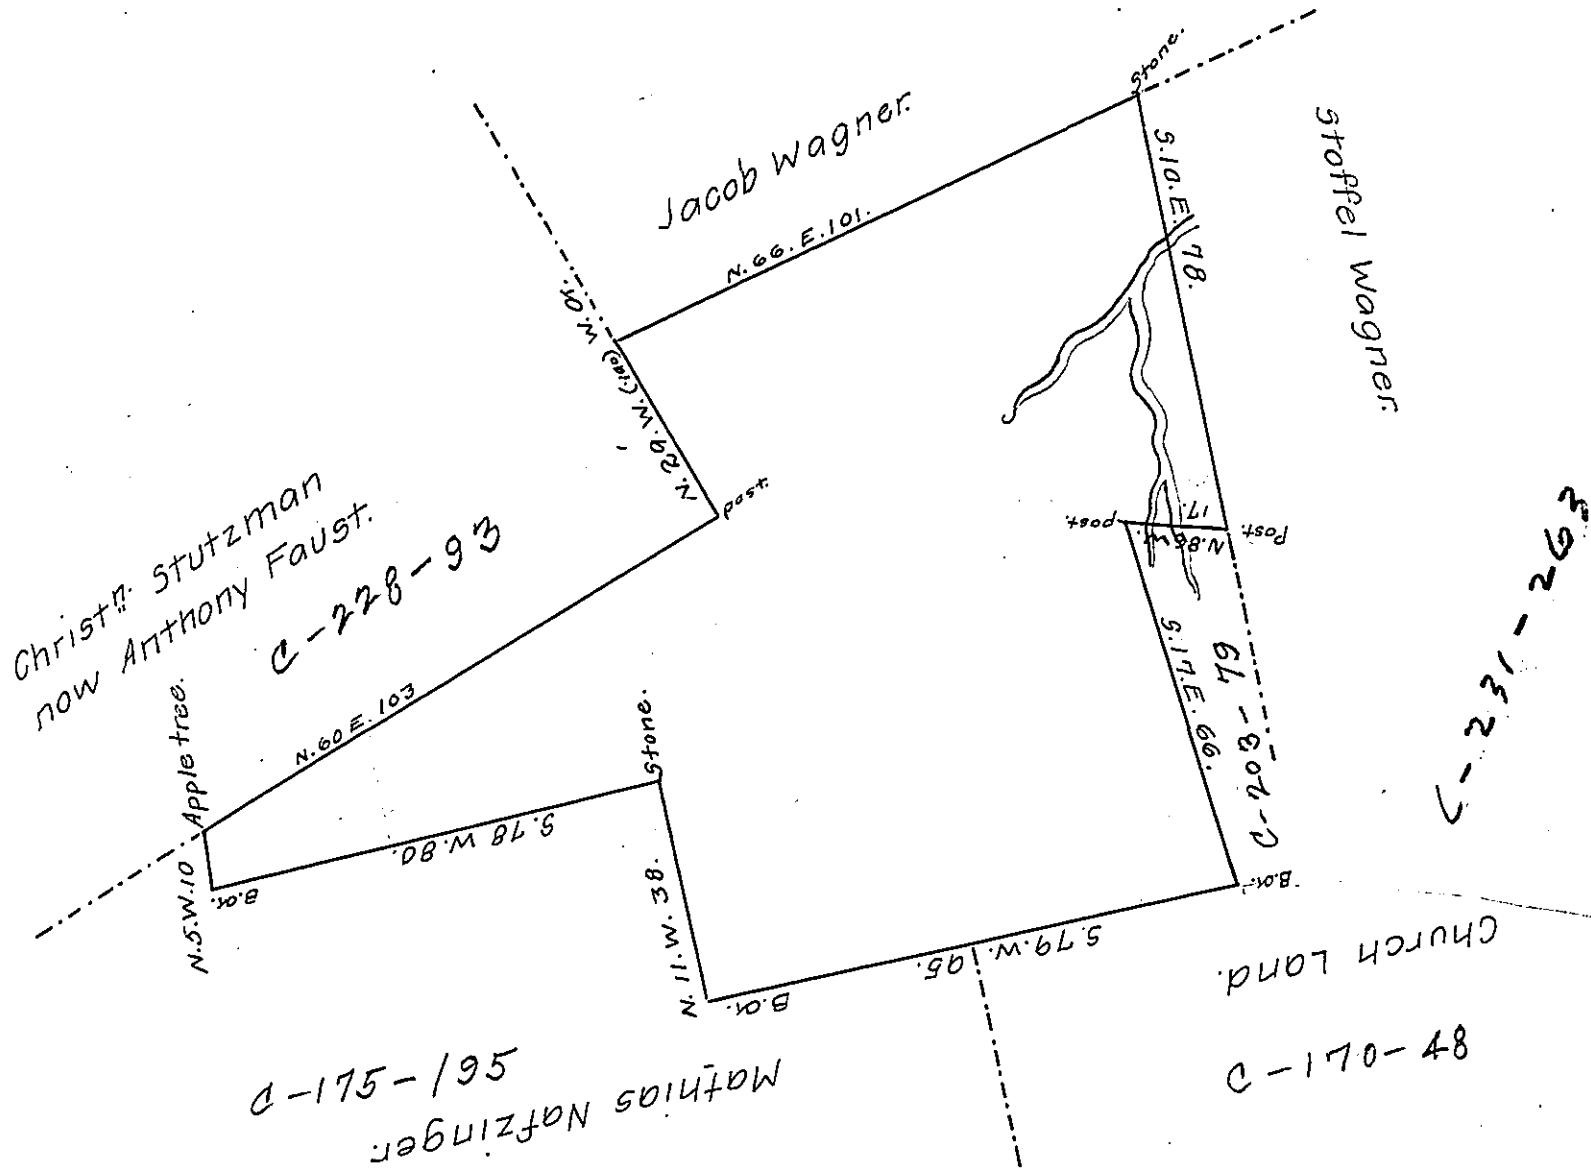 Stone.
Jacob Wagner.
Stoffel Wagner.
S.10.E. 78.
N.66.E.101.
W.O.
N.29.W.(40)
Post.
Christⁿ. Stutzman
now Anthony Faust.
C-228-93
N.60 E. 103
Apple tree.
N.5.W.10
B.O.
S.78 W.80.
Stone.
N.11.W.38.
B.O.
S.79.W.95.
B.O.
S.17.E.66.
post.
N.86.W.
17.
Post.
C-203-79
C-231-263
Church Land.
C-170-48
C-175-195
Mathias Nafzinger.